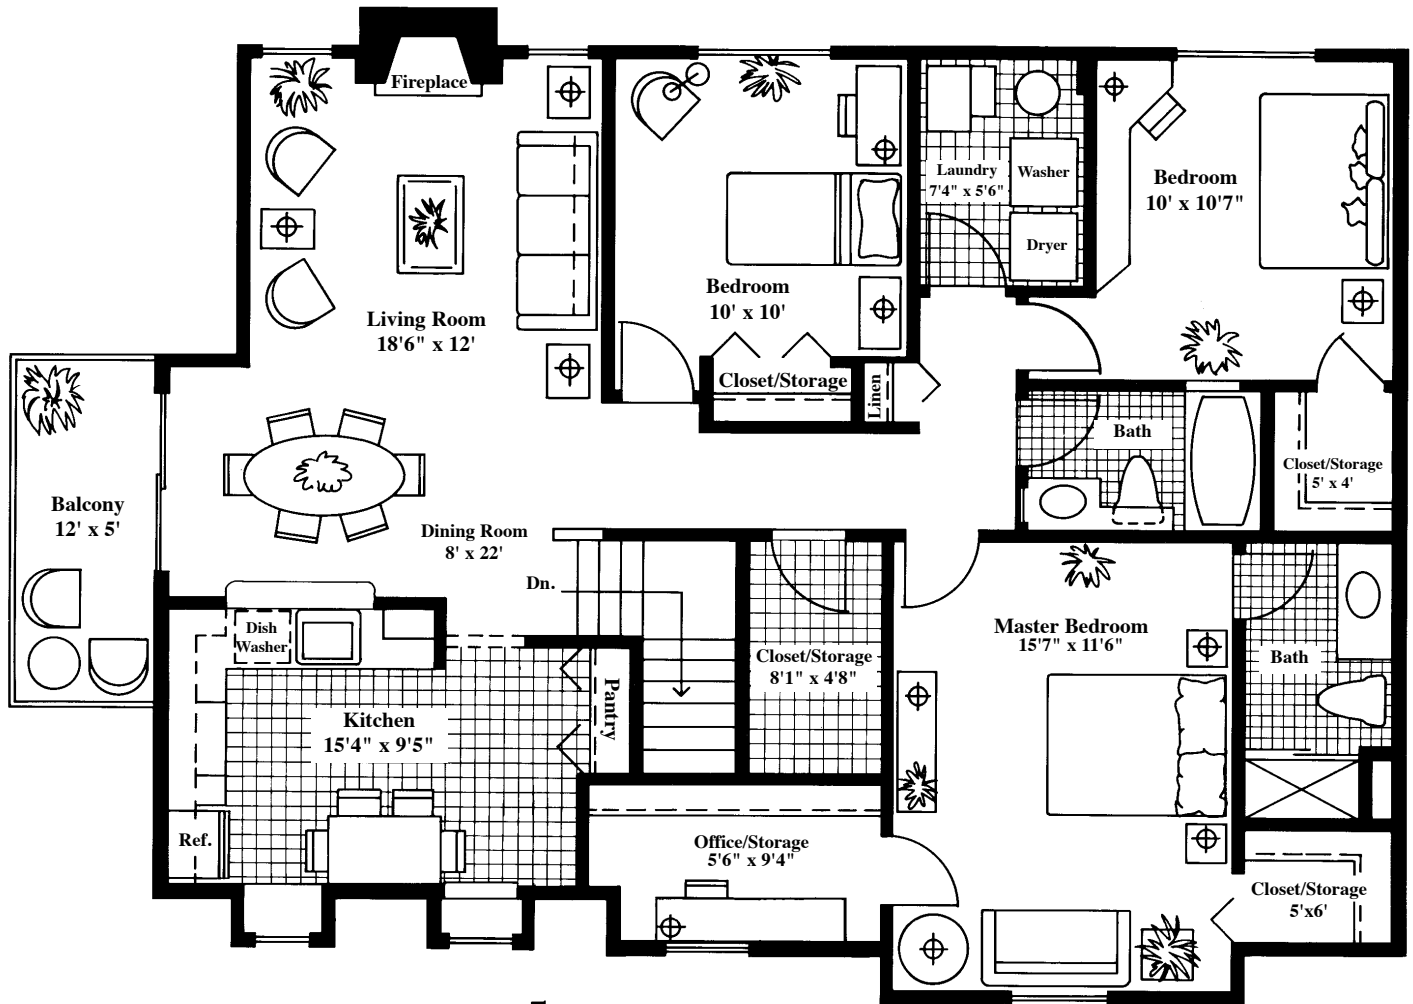 Fireplace
Living Room
18'6" x 12'
Bedroom
10' x 10'
Closet/Storage
Linen
Laundry
7'4" x 5'6"
Washer
Dryer
Bedroom
10' x 10'7"
Bath
Closet/Storage
5' x 4'
Balcony
12' x 5'
Dining Room
8' x 22'
Dn.
Dish
Washer
Kitchen
15'4" x 9'5"
Pantry
Ref.
Closet/Storage
8'1" x 4'8"
Master Bedroom
15'7" x 11'6"
Bath
Office/Storage
5'6" x 9'4"
Closet/Storage
5'x6'